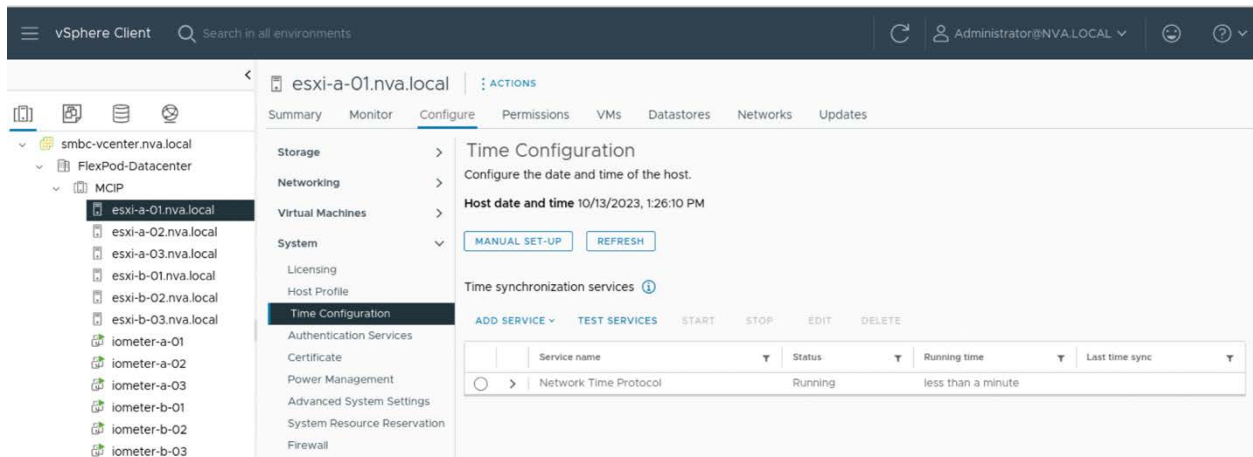 vSphere Client
Search in all environments
Administrator@NVA.LOCAL
esxi-a-01.nva.local
ACTIONS
Summary Monitor Configure Permissions VMs Datastores Networks Updates
smbc-vcenter.nva.local
FlexPod-Datacenter
MCIP
esxi-a-01.nva.local
esxi-a-02.nva.local
esxi-a-03.nva.local
esxi-b-01.nva.local
esxi-b-02.nva.local
esxi-b-03.nva.local
iometer-a-01
iometer-a-02
iometer-a-03
iometer-b-01
iometer-b-02
iometer-b-03
Storage
Networking
Virtual Machines
System
Licensing
Host Profile
Time Configuration
Authentication Services
Certificate
Power Management
Advanced System Settings
System Resource Reservation
Firewall
Time Configuration
Configure the date and time of the host.
Host date and time 10/13/2023, 1:26:10 PM
MANUAL SET-UP REFRESH
Time synchronization services
ADD SERVICE TEST SERVICES START STOP EDIT DELETE
Service name Status Running time Last time sync
Network Time Protocol Running less than a minute